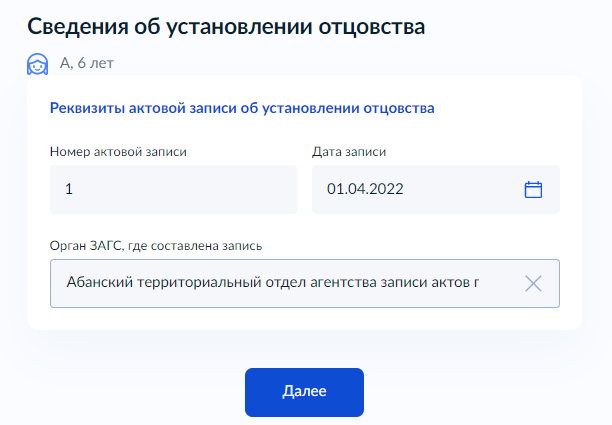 Сведения об установлении отцовства
А, 6 лет
Реквизиты актовой записи об установлении отцовства
Номер актовой записи
Дата записи
1
01.04.2022
Орган ЗАГС, где составлена запись
Абанский территориальный отдел агентства записи актов г
Далее